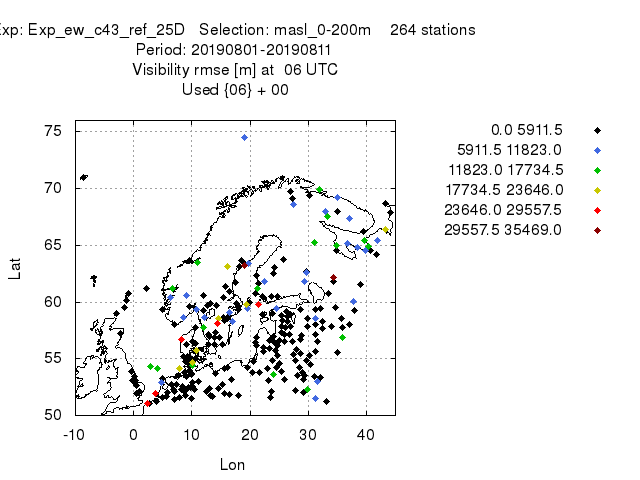 Exp: Exp_ew_c43_ref_25D Selection: masl_0-200m 264 stations
Period: 20190801-20190811
Visibility rmse [m] at 06 UTC
Used {06} + 00
0.0 5911.5
5911.5 11823.0
11823.0 17734.5
17734.5 23646.0
23646.0 29557.5
29557.5 35469.0
75
70
65
60
55
50
Lat
-10 0 10 20 30 40
Lon